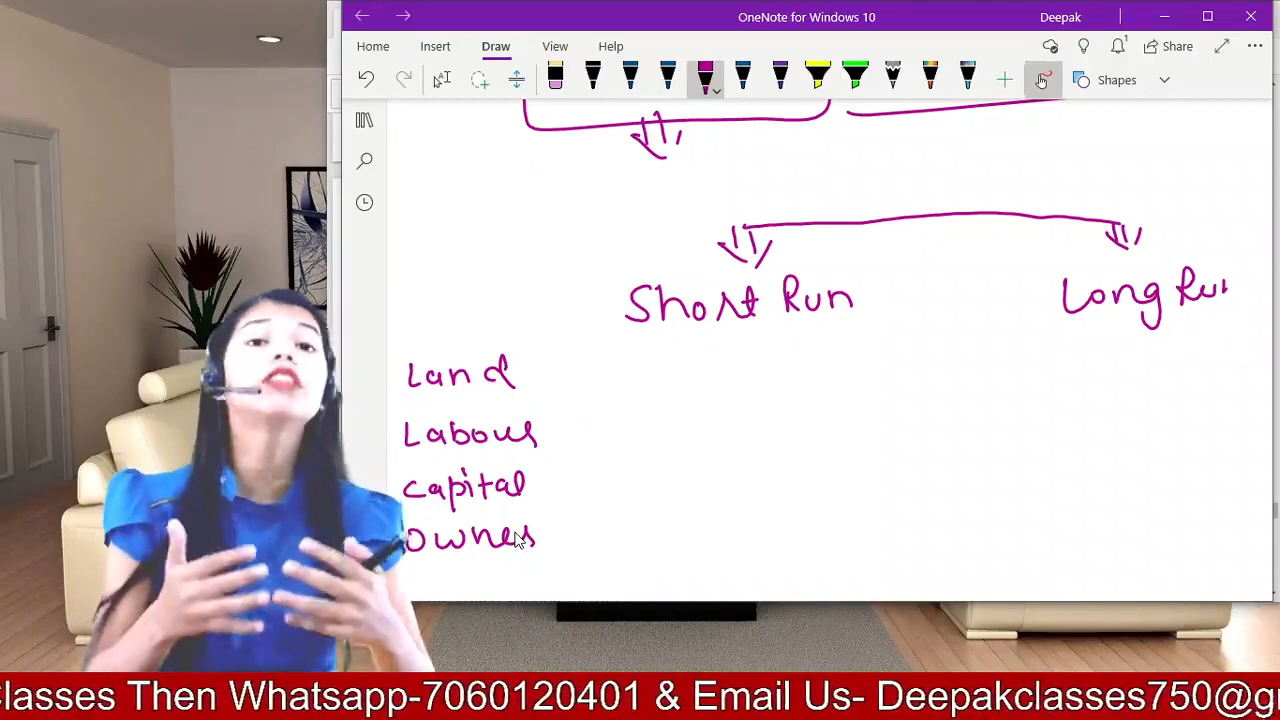 OneNote for Windows 10
Deepak
Home Insert Draw View Help
Share
Shapes
Short Run
Long Run
Land
Labour
Capital
Owner
Classes Then Whatsapp-7060120401 & Email Us- Deepakclasses750@g